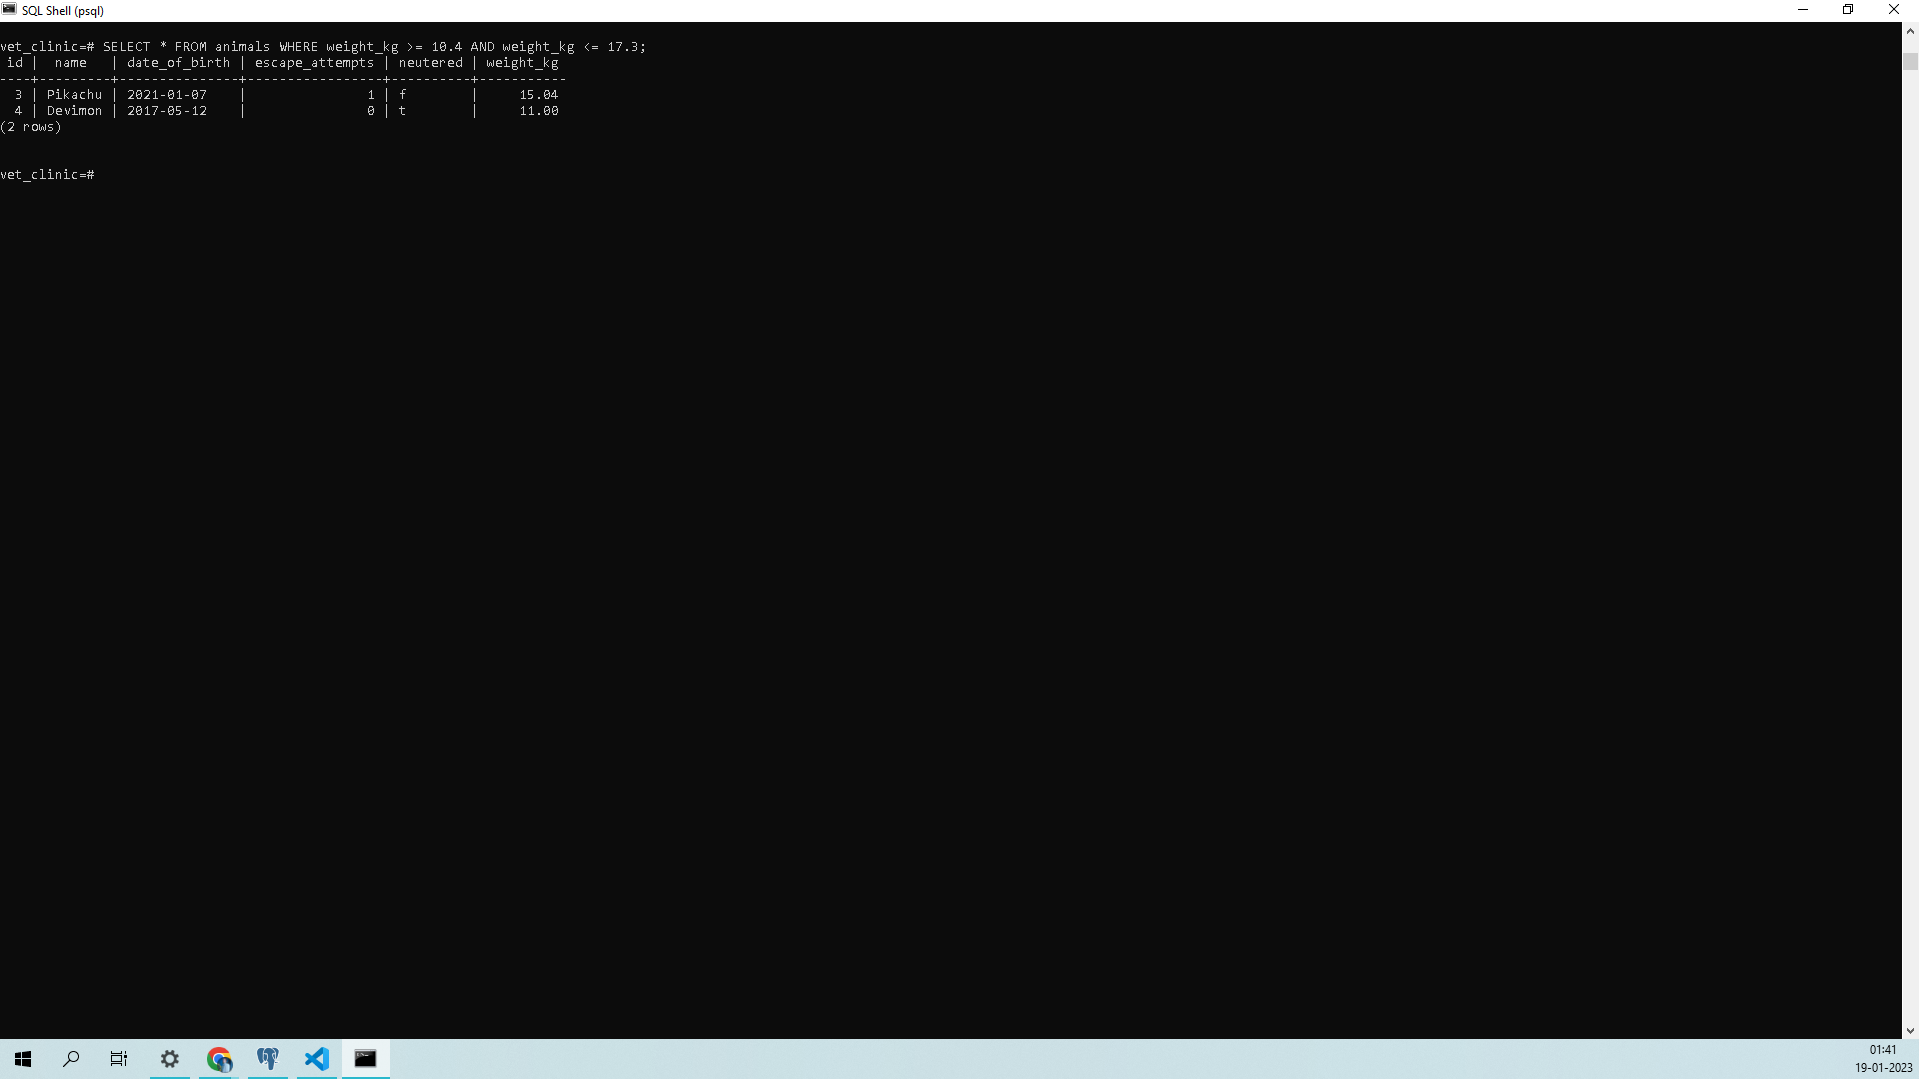 SQL Shell (psql)
vet_clinic=# SELECT * FROM animals WHERE weight_kg >= 10.4 AND weight_kg <= 17.3;
 id |  name   | date_of_birth | escape_attempts | neutered | weight_kg
----+---------+---------------+-----------------+----------+-----------
  3 | Pikachu | 2021-01-07    |               1 | f        |     15.04
  4 | Devimon | 2017-05-12    |               0 | t        |     11.00
(2 rows)
vet_clinic=#
01:41
19-01-2023